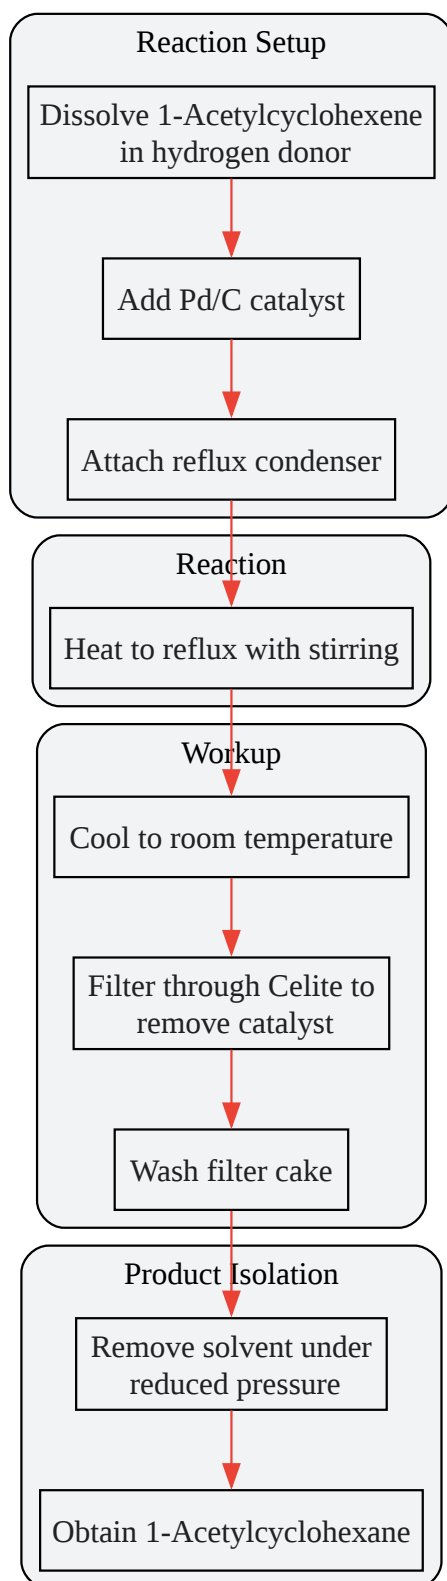 Reaction Setup
Dissolve 1-Acetylcyclohexene
in hydrogen donor
Add Pd/C catalyst
Attach reflux condenser
Reaction
Heat to reflux with stirring
Workup
Cool to room temperature
Filter through Celite to
remove catalyst
Wash filter cake
Product Isolation
Remove solvent under
reduced pressure
Obtain 1-Acetylcyclohexane